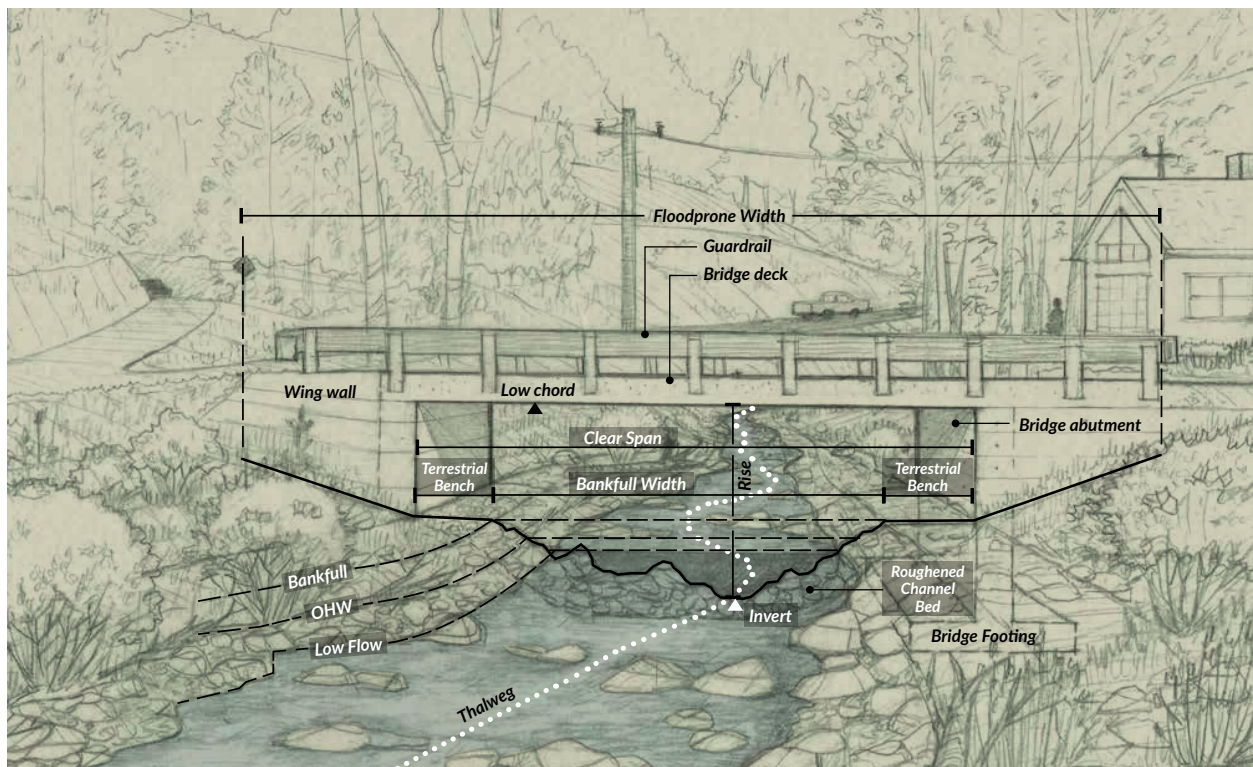 Floodprone Width
Guardrail
Bridge deck
Wing wall
Low chord
Bridge abutment
Clear Span
Terrestrial
Bench
Bankfull Width
Rise
Terrestrial
Bench
Bankfull
OHW
Low Flow
Roughened
Channel
Bed
Invert
Bridge Footing
Thalweg